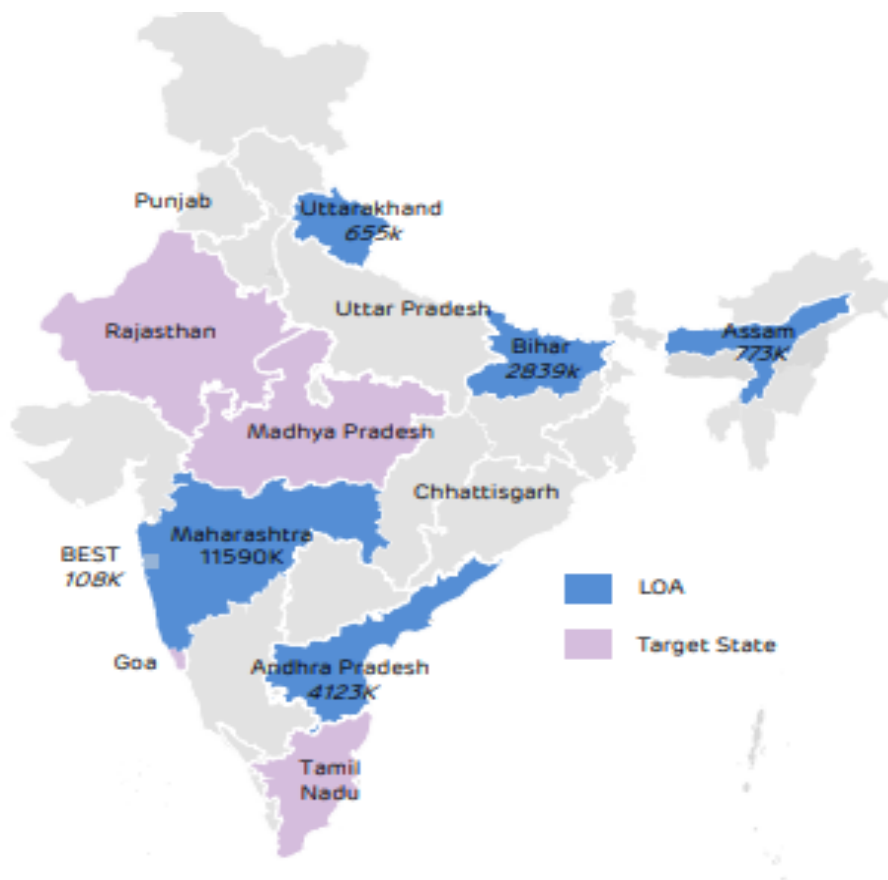 Punjab
Uttarakhand
655k
Uttar Pradesh
Rajasthan
Bihar
2839k
Assam
773K
Madhya Pradesh
Chhattisgarh
Maharashtra
11590K
BEST
108K
LOA
Target State
Goa
Andhra Pradesh
4123K
Tamil
Nadu